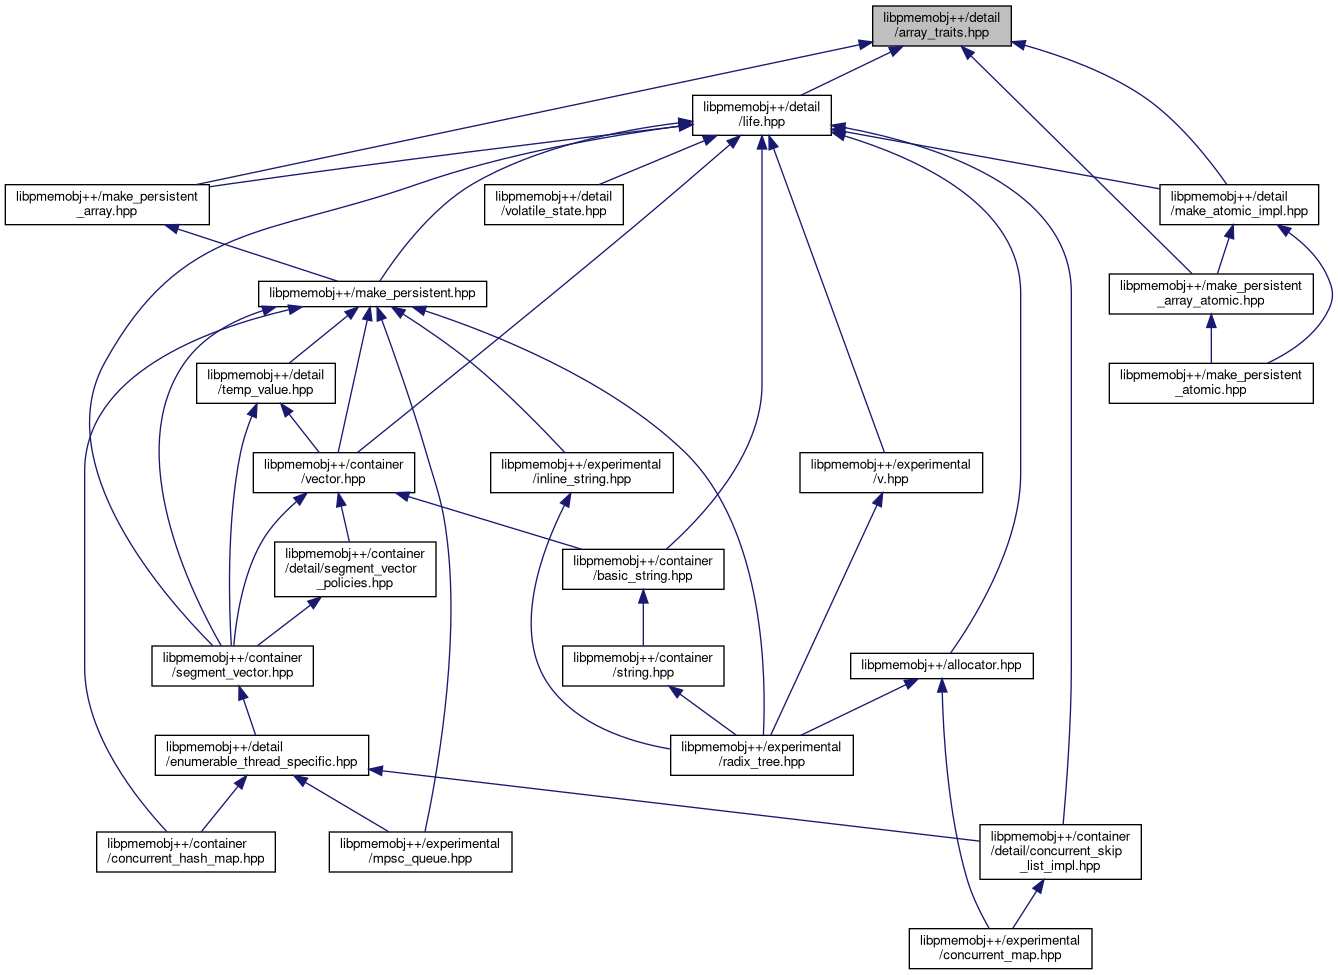 libpmemobj++/detail
/array_traits.hpp
libpmemobj++/detail
/life.hpp
libpmemobj++/make_persistent
_array.hpp
libpmemobj++/detail
/volatile_state.hpp
libpmemobj++/detail
/make_atomic_impl.hpp
libpmemobj++/make_persistent.hpp
libpmemobj++/make_persistent
_array_atomic.hpp
libpmemobj++/detail
/temp_value.hpp
libpmemobj++/make_persistent
_atomic.hpp
libpmemobj++/container
/vector.hpp
libpmemobj++/experimental
/inline_string.hpp
libpmemobj++/experimental
/v.hpp
libpmemobj++/container
/detail/segment_vector
_policies.hpp
libpmemobj++/container
/basic_string.hpp
libpmemobj++/container
/segment_vector.hpp
libpmemobj++/container
/string.hpp
libpmemobj++/allocator.hpp
libpmemobj++/detail
/enumerable_thread_specific.hpp
libpmemobj++/experimental
/radix_tree.hpp
libpmemobj++/container
/concurrent_hash_map.hpp
libpmemobj++/experimental
/mpsc_queue.hpp
libpmemobj++/container
/detail/concurrent_skip
_list_impl.hpp
libpmemobj++/experimental
/concurrent_map.hpp